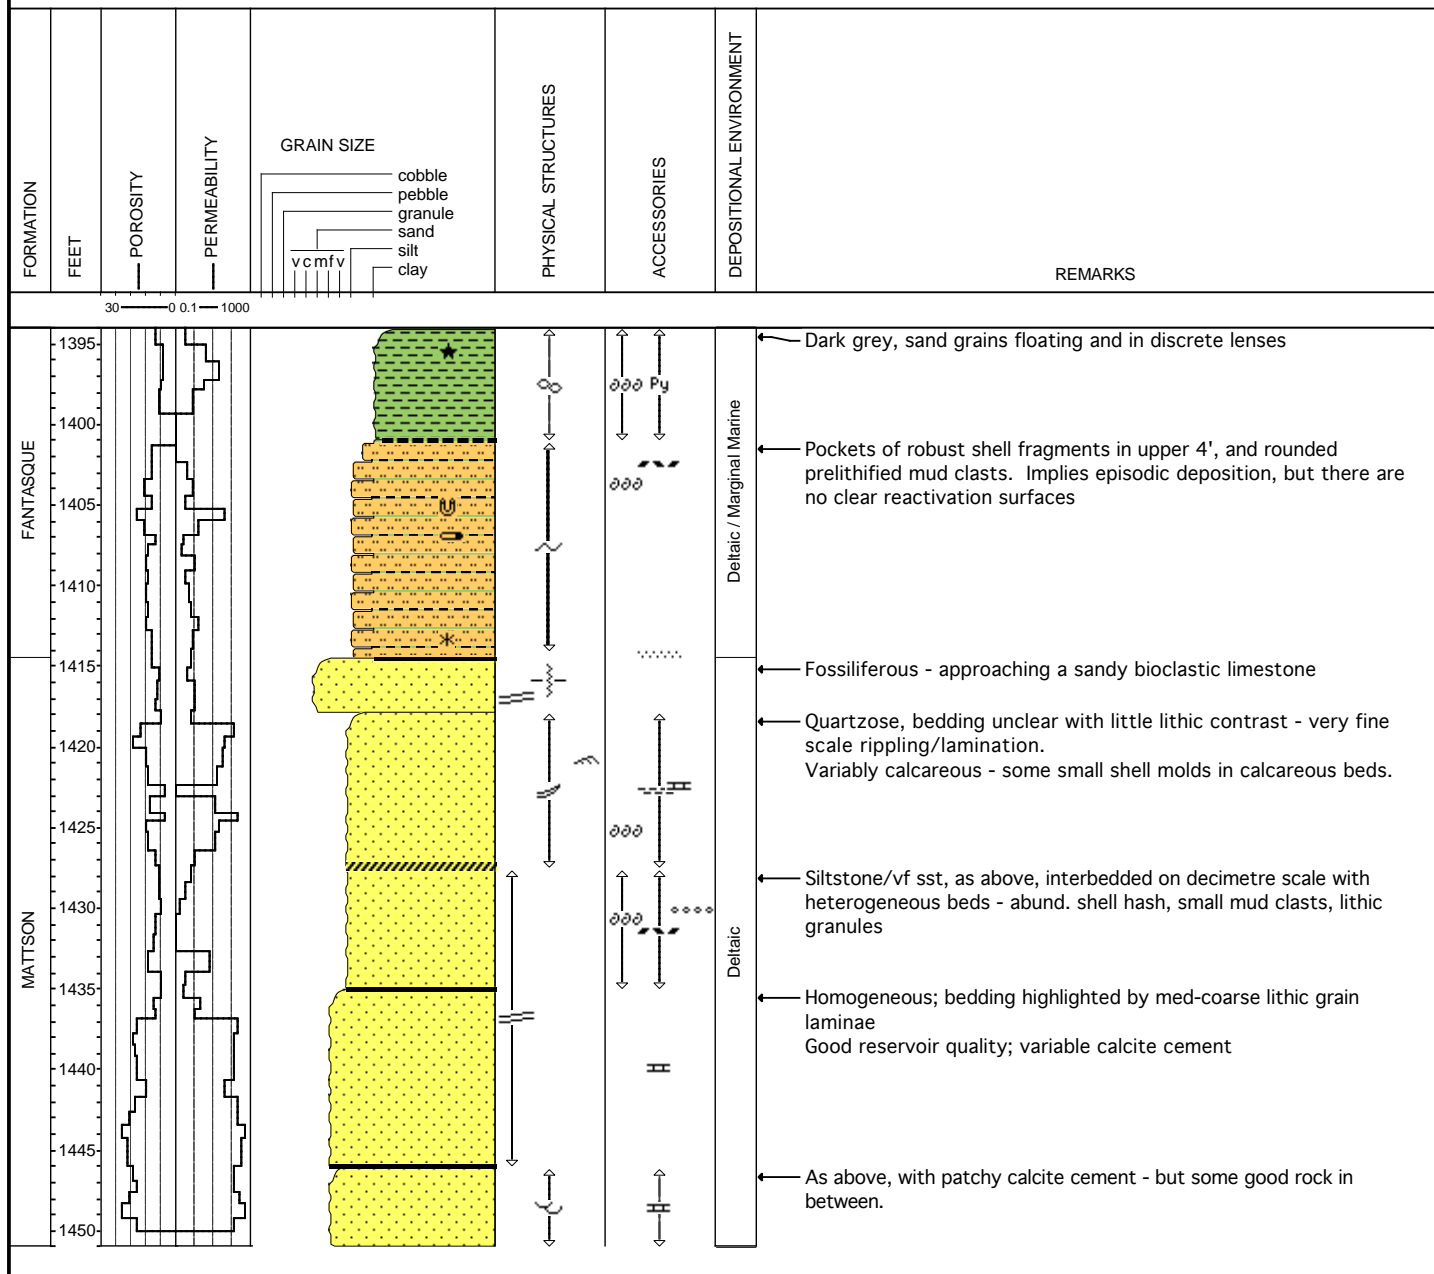 FORMATION
FEET
POROSITY
PERMEABILITY
GRAIN SIZE
cobble
pebble
granule
sand
silt
clay
v c m f v
PHYSICAL STRUCTURES
ACCESSORIES
DEPOSITIONAL ENVIRONMENT
REMARKS
30 0 0.1 1000
FANTASQUE
MATTSON
1395
1400
1405
1410
1415
1420
1425
1430
1435
1440
1445
1450
Py
Deltaic / Marginal Marine
Deltaic
Dark grey, sand grains floating and in discrete lenses
Pockets of robust shell fragments in upper 4', and rounded
prelithified mud clasts. Implies episodic deposition, but there are
no clear reactivation surfaces
Fossiliferous - approaching a sandy bioclastic limestone
Quartzose, bedding unclear with little lithic contrast - very fine
scale rippling/lamination.
Variably calcareous - some small shell molds in calcareous beds.
Siltstone/vf sst, as above, interbedded on decimetre scale with
heterogeneous beds - abund. shell hash, small mud clasts, lithic
granules
Homogeneous; bedding highlighted by med-coarse lithic grain
laminae
Good reservoir quality; variable calcite cement
As above, with patchy calcite cement - but some good rock in
between.